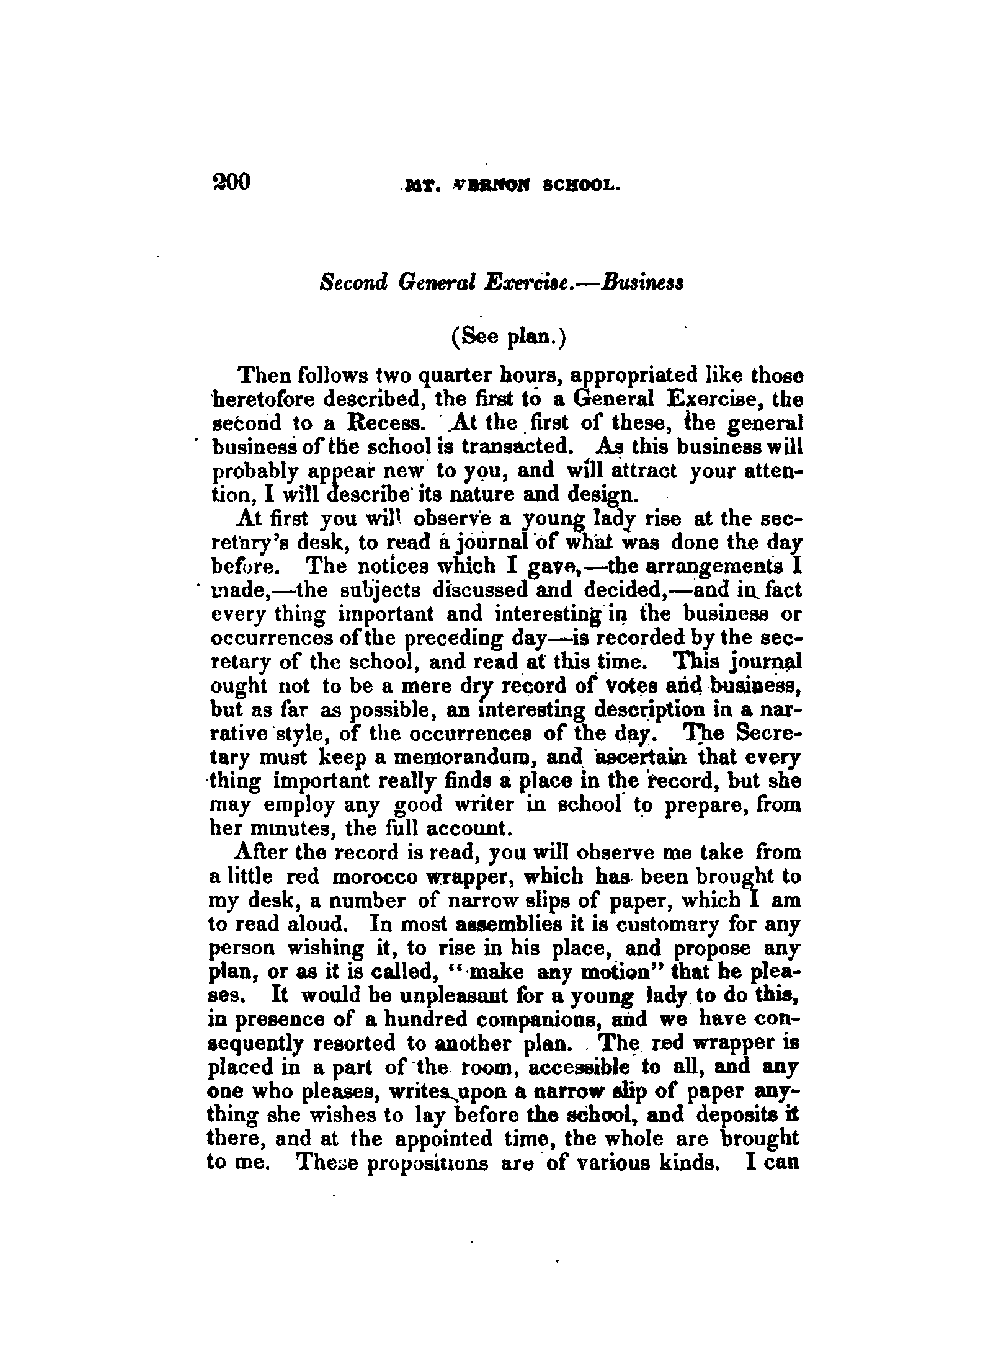 200
MT. VERNON SCHOOL.
Second General Exercise.—Business
(See plan.)
Then follows two quarter hours, appropriated like those
heretofore described, the first to a General Exercise, the
second to a Recess. At the first of these, the general
business of the school is transacted. As this business will
probably appear new to you, and will attract your atten-
tion, I will describe its nature and design.
At first you will observe a young lady rise at the sec-
retary's desk, to read a journal of what was done the day
before. The notices which I gave,—the arrangements I
made,—the subjects discussed and decided,—and in fact
every thing important and interesting in the business or
occurrences of the preceding day—is recorded by the sec-
retary of the school, and read at this time. This journal
ought not to be a mere dry record of votes and business,
but as far as possible, an interesting description in a nar-
rative style, of the occurrences of the day. The Secre-
tary must keep a memorandum, and ascertain that every
thing important really finds a place in the record, but she
may employ any good writer in school to prepare, from
her minutes, the full account.
After the record is read, you will observe me take from
a little red morocco wrapper, which has been brought to
my desk, a number of narrow slips of paper, which I am
to read aloud. In most assemblies it is customary for any
person wishing it, to rise in his place, and propose any
plan, or as it is called, "make any motion" that he plea-
ses. It would be unpleasant for a young lady to do this,
in presence of a hundred companions, and we have con-
sequently resorted to another plan. The red wrapper is
placed in a part of the room, accessible to all, and any
one who pleases, writes upon a narrow slip of paper any-
thing she wishes to lay before the school, and deposits it
there, and at the appointed time, the whole are brought
to me. These propositions are of various kinds. I can